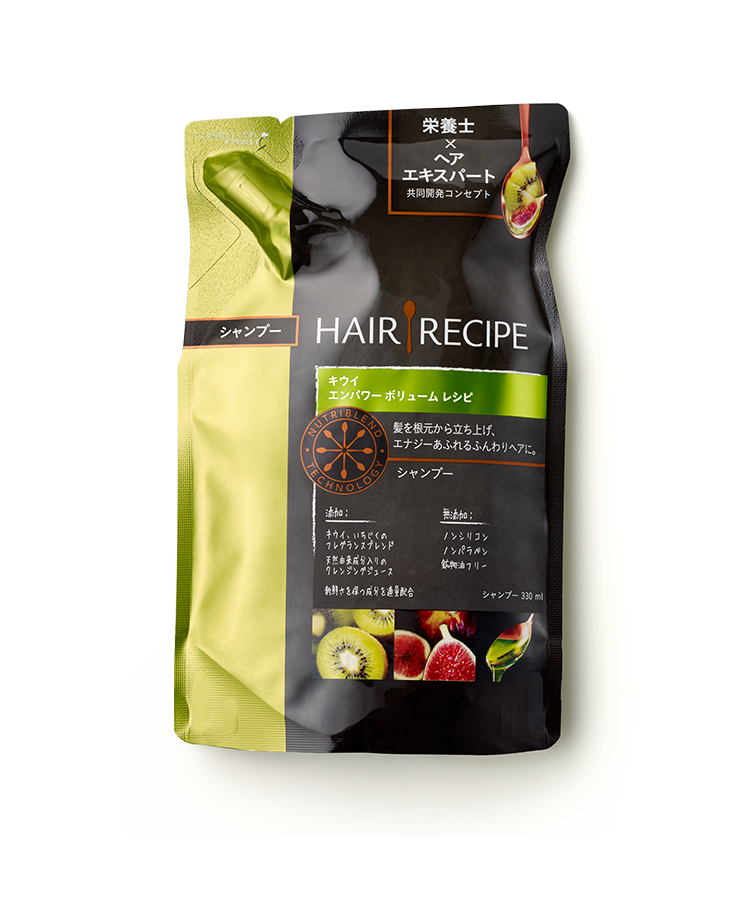 栄養士
×
ヘア
エキスパート
共同開発コンセプト
シャンプー
HAIR RECIPE
キウイ
エンパワー ボリューム レシピ
NUTRIBLEND
TECHNOLOGY
髪を根元から立ち上げ、
エナジーあふれるふんわりヘアに。
シャンプー
添加：
キウイ、いちじくの
フレグランスブレンド
天然由来成分入りの
クレンジングジュース
新鮮さを保つ成分を適量配合
無添加：
ノンシリコン
ノンパラベン
鉱物油フリー
シャンプー 330 ml